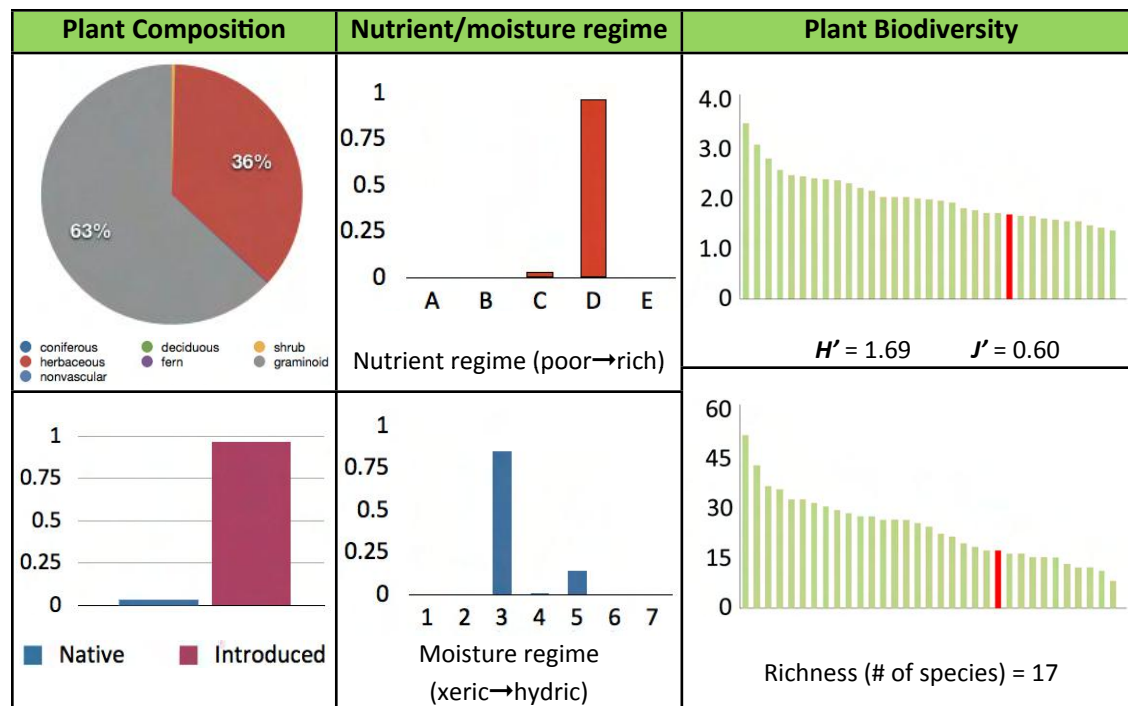 Plant Composition
Nutrient/moisture regime
Plant Biodiversity
36%
63%
coniferous deciduous shrub
herbaceous fern graminoid
nonvascular
1
0.75
0.5
0.25
0
A B C D E
Nutrient regime (poor→rich)
4.0
3.0
2.0
1.0
0
H’ = 1.69 J’ = 0.60
1
0.75
0.5
0.25
0
Native Introduced
1
0.75
0.5
0.25
0
1 2 3 4 5 6 7
Moisture regime
(xeric→hydric)
60
45
30
15
0
Richness (# of species) = 17